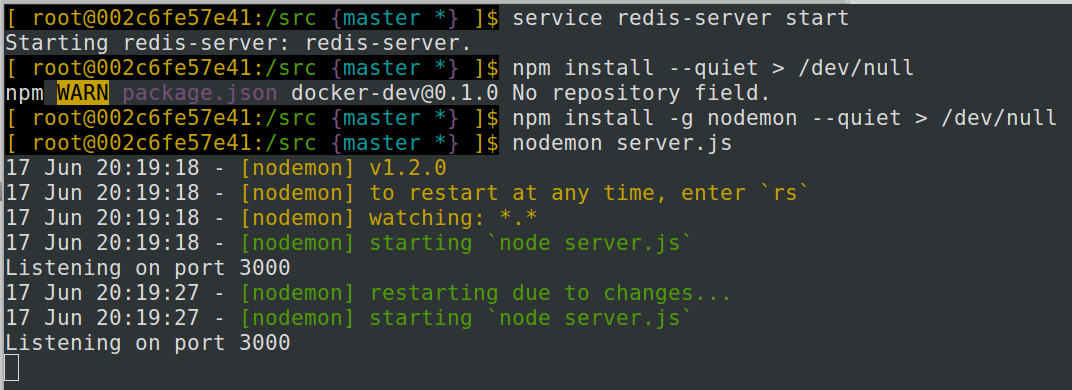 [ root@002c6fe57e41:/src {master *} ]$ service redis-server start
Starting redis-server: redis-server.
[ root@002c6fe57e41:/src {master *} ]$ npm install --quiet > /dev/null
npm WARN package.json docker-dev@0.1.0 No repository field.
[ root@002c6fe57e41:/src {master *} ]$ npm install -g nodemon --quiet > /dev/null
[ root@002c6fe57e41:/src {master *} ]$ nodemon server.js
17 Jun 20:19:18 - [nodemon] v1.2.0
17 Jun 20:19:18 - [nodemon] to restart at any time, enter `rs`
17 Jun 20:19:18 - [nodemon] watching: *.*
17 Jun 20:19:18 - [nodemon] starting `node server.js`
Listening on port 3000
17 Jun 20:19:27 - [nodemon] restarting due to changes...
17 Jun 20:19:27 - [nodemon] starting `node server.js`
Listening on port 3000